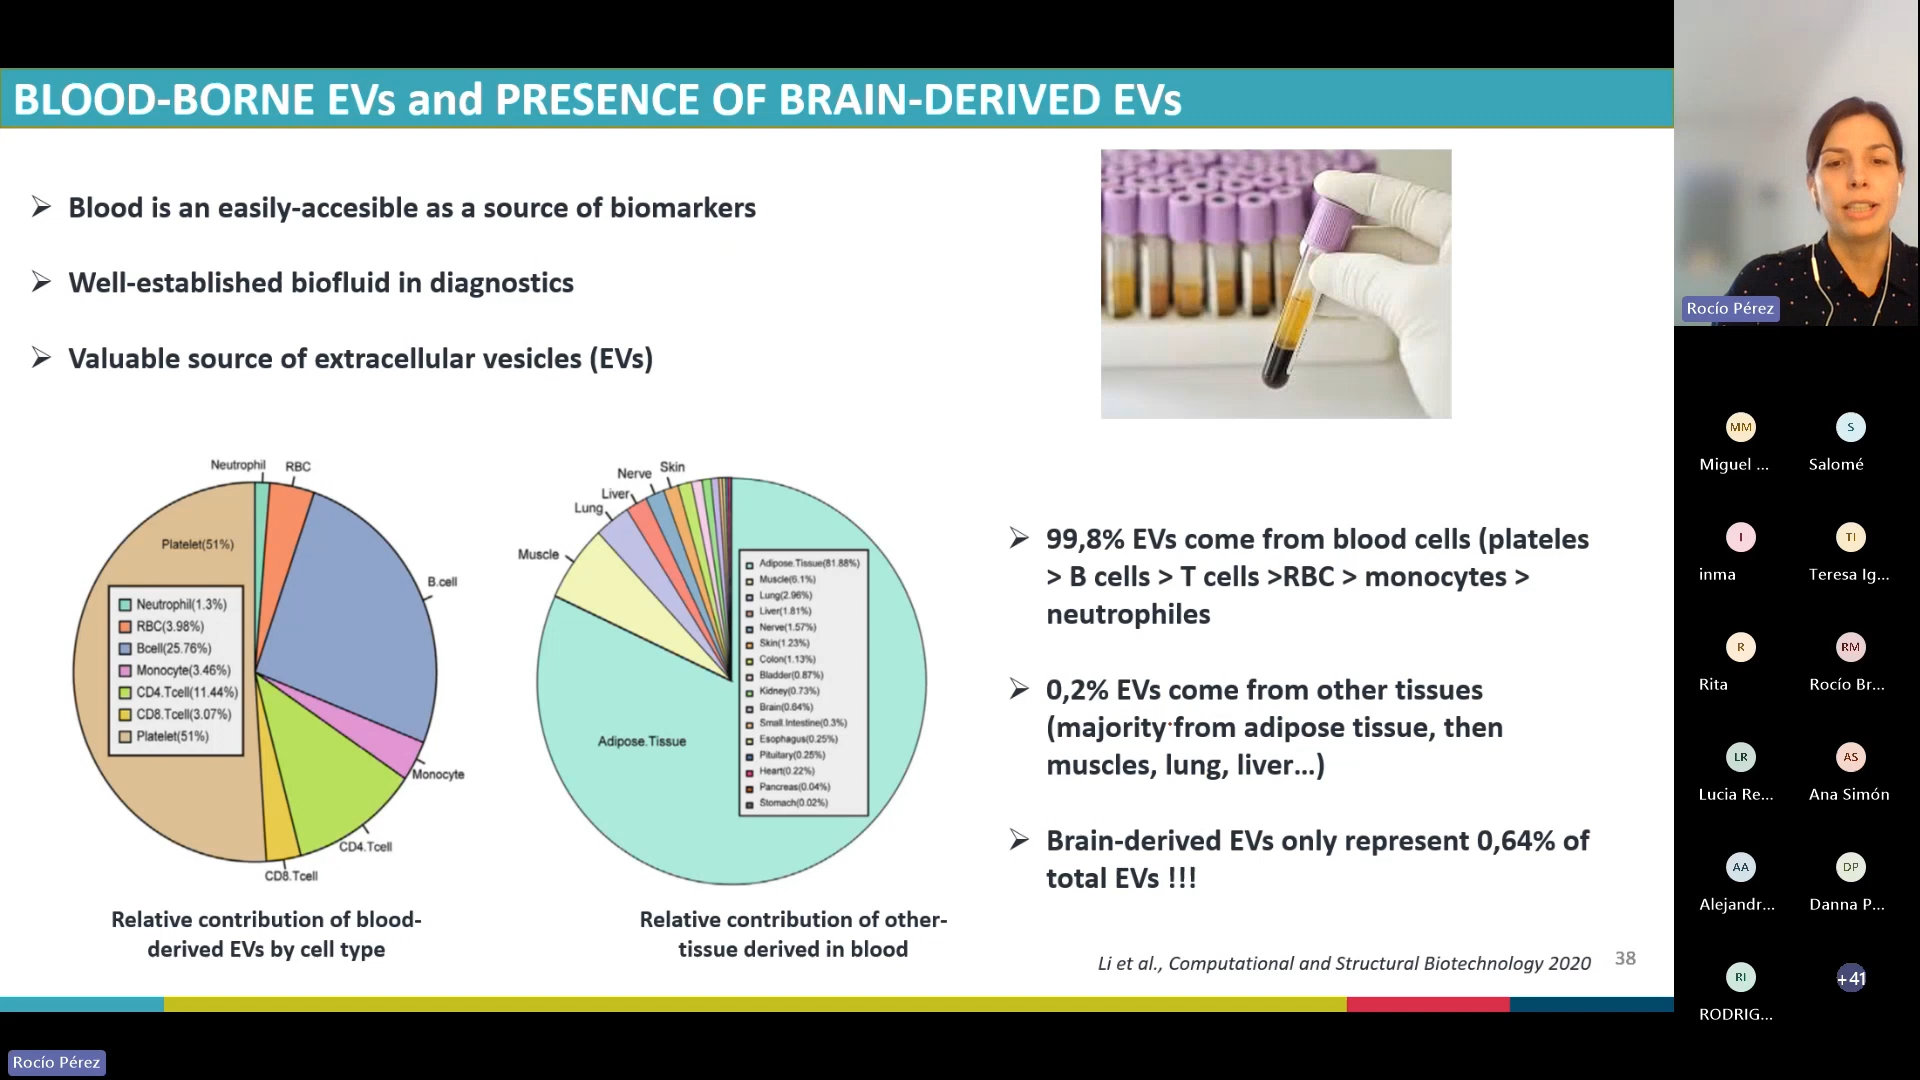 BLOOD-BORNE EVs and PRESENCE OF BRAIN-DERIVED EVs
Blood is an easily-accesible as a source of biomarkers
Well-established biofluid in diagnostics
Valuable source of extracellular vesicles (EVs)
Neutrophil
RBC
Platelet(51%)
B.cell
Neutrophil(1.3%)
RBC(3.98%)
Bcell(25.76%)
Monocyte(3.46%)
CD4.Tcell(11.44%)
CD8.Tcell(3.07%)
Platelet(51%)
Monocyte
CD4.Tcell
CD8.Tcell
Relative contribution of blood-
derived EVs by cell type
Skin
Nerve
Liver
Lung
Muscle
Adipose.Tissue
Adipose.Tissue(81.88%)
Muscle(6.1%)
Lung(2.96%)
Liver(1.81%)
Nerve(1.57%)
Skin(1.23%)
Colon(1.13%)
Bladder(0.87%)
Kidney(0.73%)
Brain(0.64%)
Small.Intestine(0.3%)
Esophagus(0.25%)
Pituitary(0.25%)
Heart(0.22%)
Pancreas(0.04%)
Stomach(0.02%)
Relative contribution of other-
tissue derived in blood
99,8% EVs come from blood cells (plateles
> B cells > T cells >RBC > monocytes >
neutrophiles
0,2% EVs come from other tissues
(majority from adipose tissue, then
muscles, lung, liver...)
Brain-derived EVs only represent 0,64% of
total EVs !!!
Li et al., Computational and Structural Biotechnology 2020
38
Rocío Pérez
MM
Miguel ...
S
Salomé
I
inma
TI
Teresa Ig...
R
Rita
RM
Rocío Br...
LR
Lucia Re...
AS
Ana Simón
AA
Alejandr...
DP
Danna P...
RI
RODRIG...
+41
Rocío Pérez